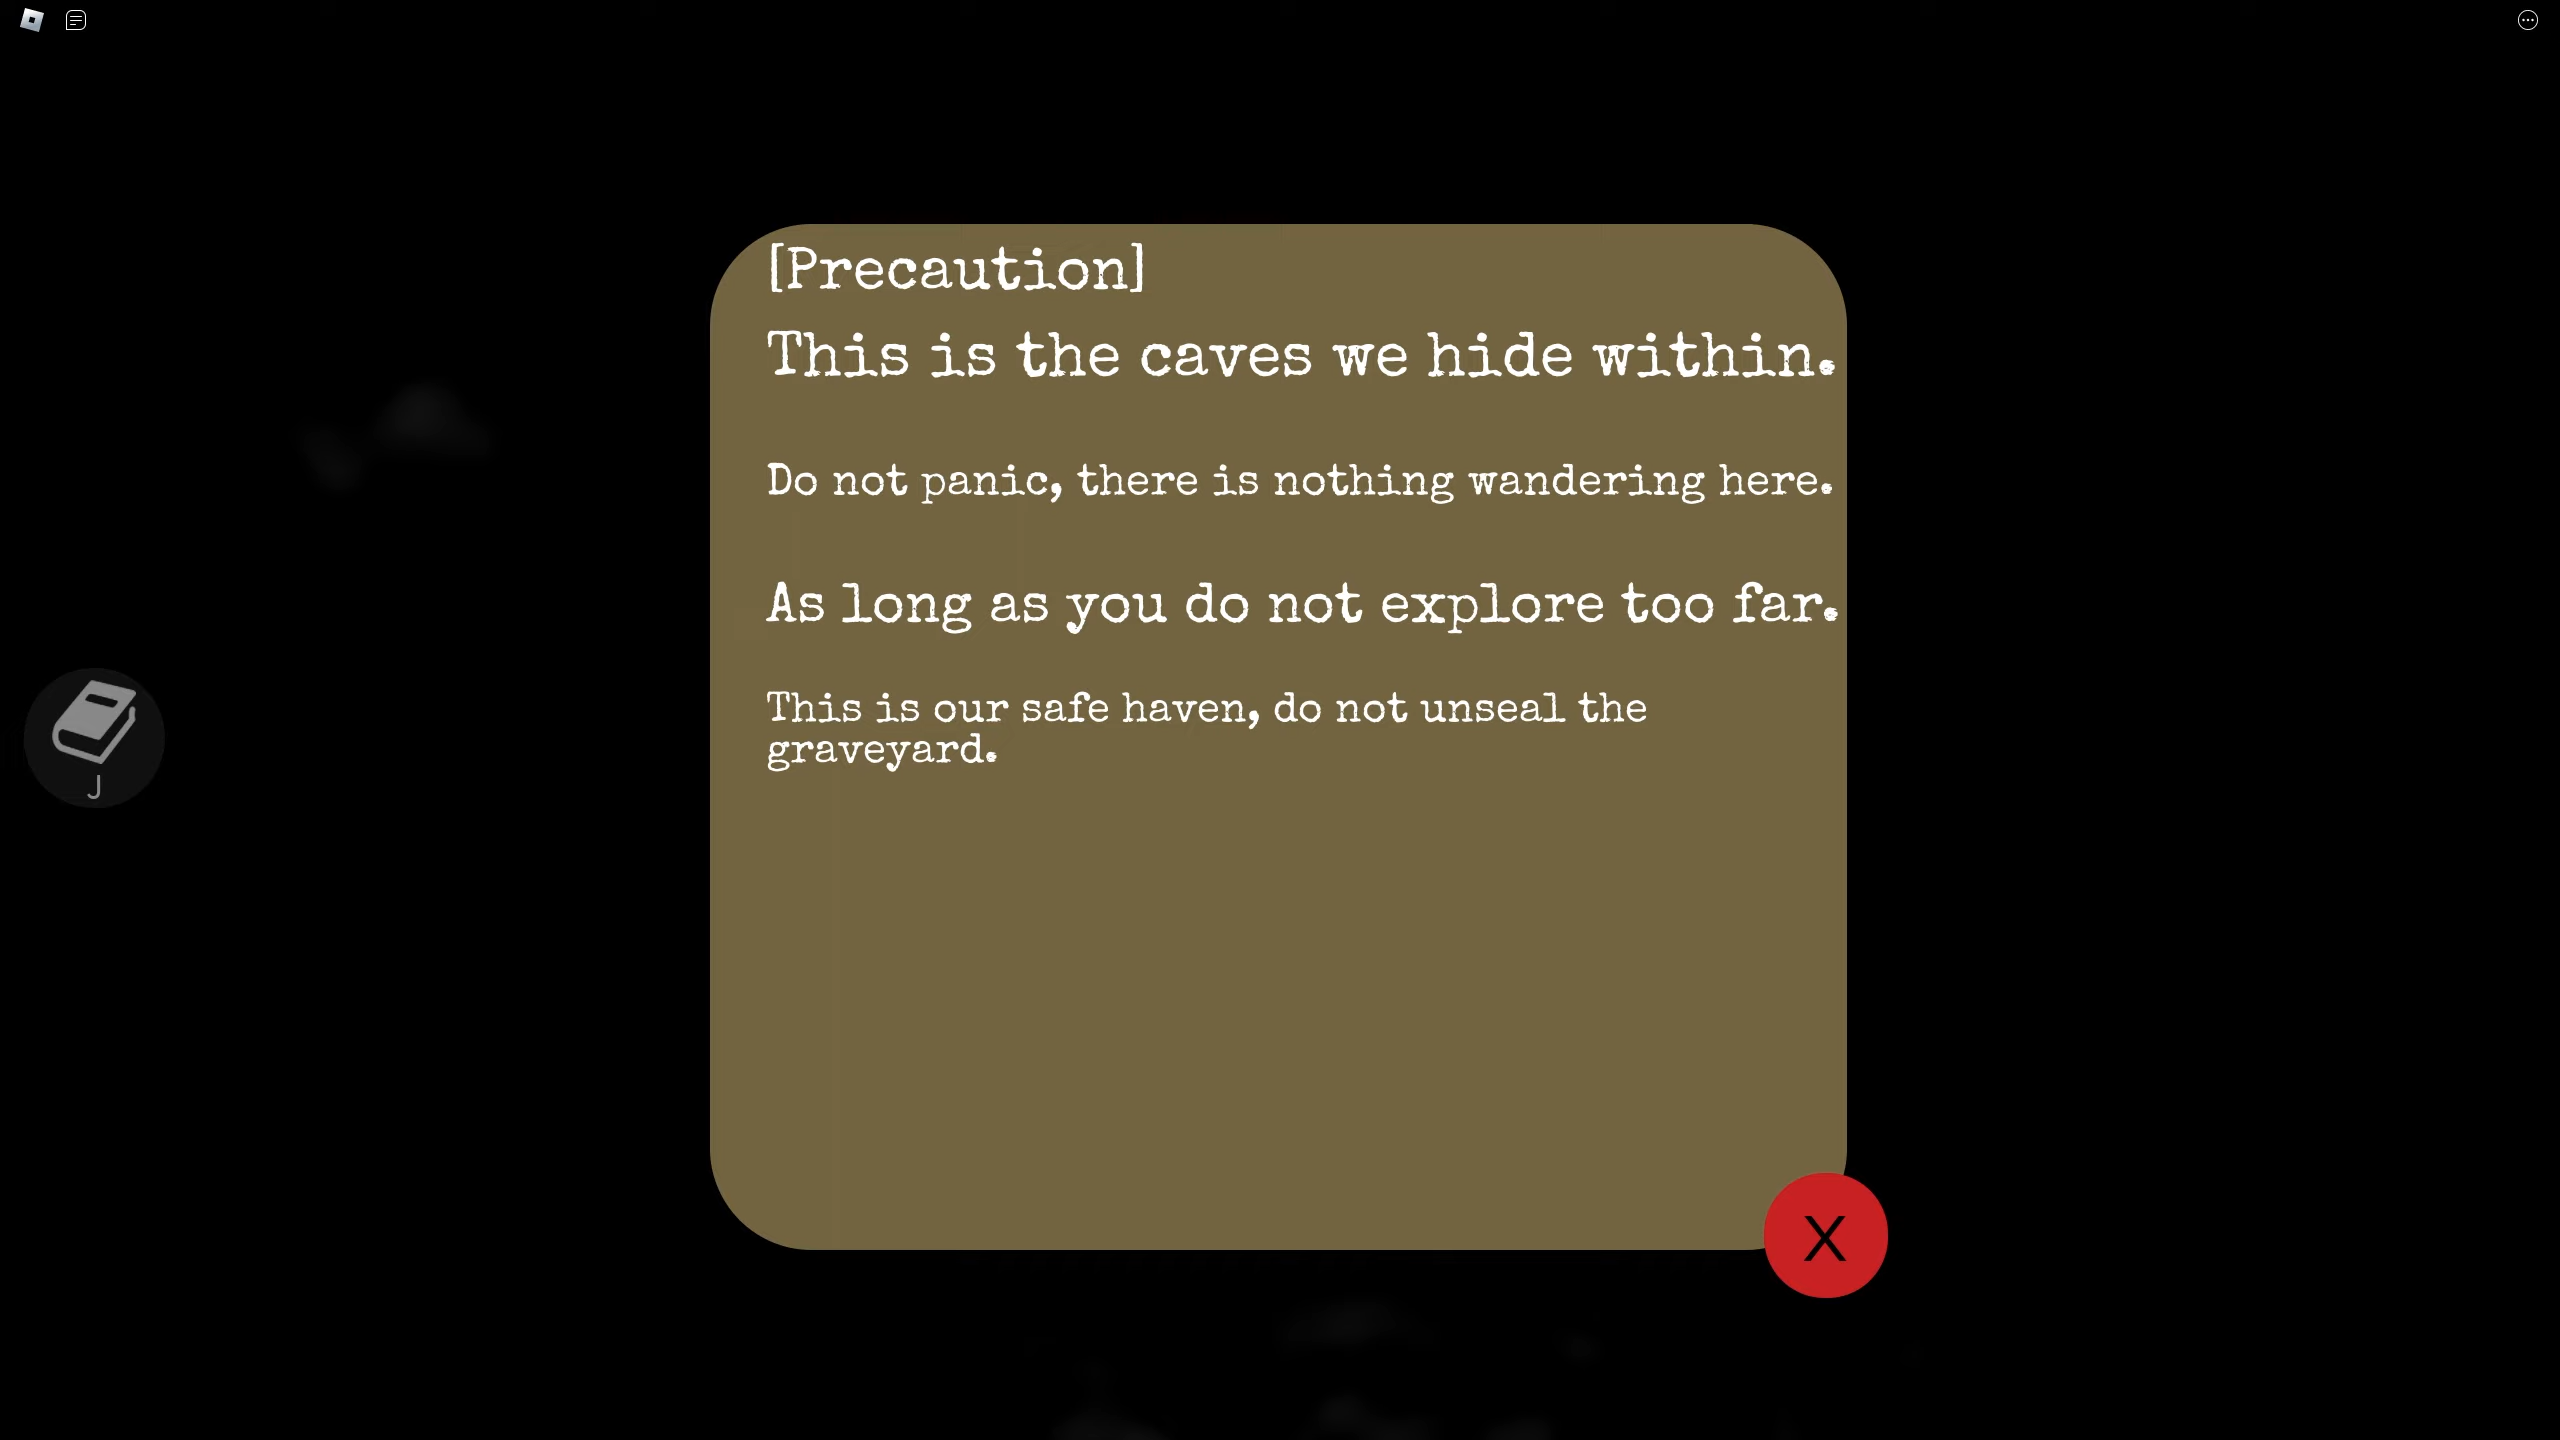 [Precaution]
This is the caves we hide within.
Do not panic, there is nothing wandering here.
As long as you do not explore too far.
This is our safe haven, do not unseal the
graveyard.
J
X